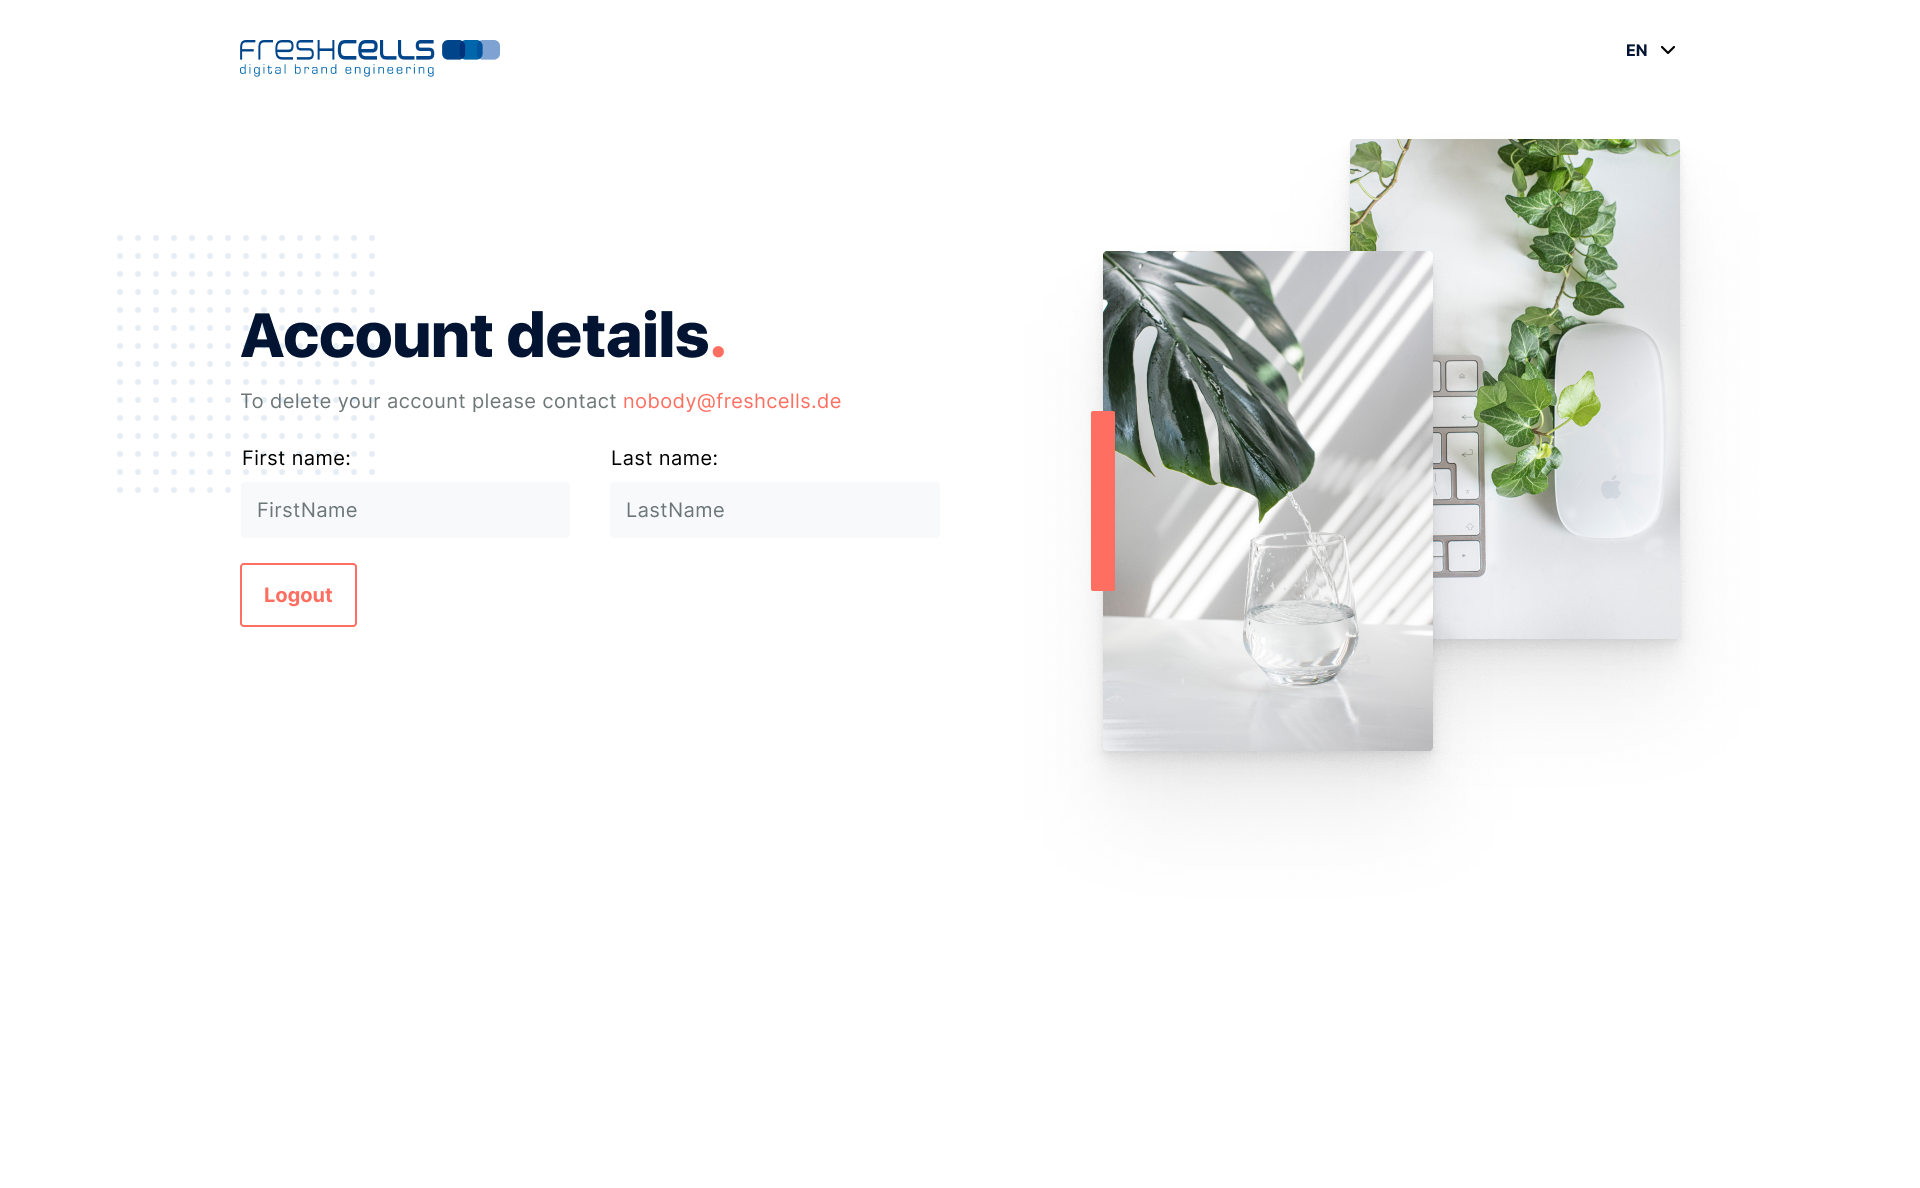 FRESHCELLS
digital brand engineering
EN
Account details.
To delete your account please contact nobody@freshcells.de
First name:
Last name:
FirstName
LastName
Logout